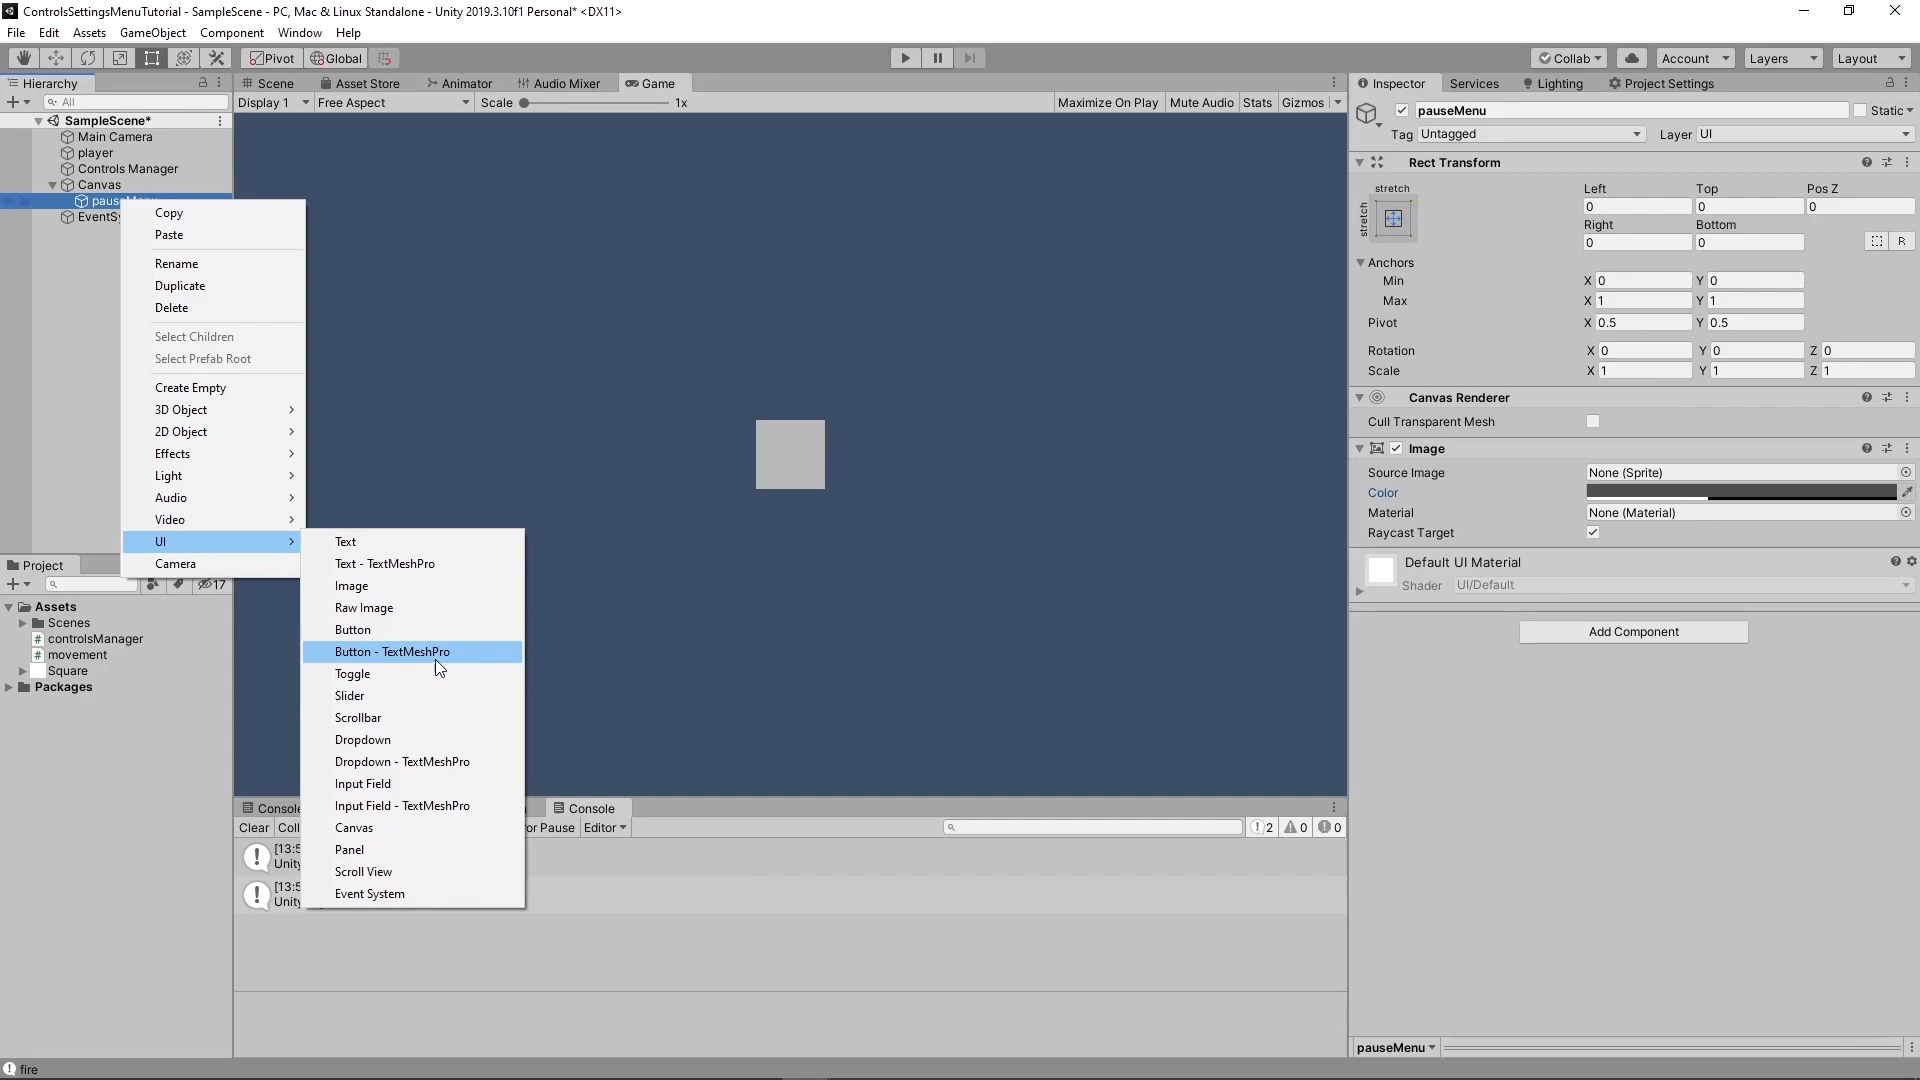 ControlsSettingsMenuTutorial - SampleScene - PC, Mac & Linux Standalone - Unity 2019.3.10f1 Personal* <DX11>
File Edit Assets GameObject Component Window Help
Pivot Global Collab Account Layers Layout
Hierarchy
All
SampleScene*
Main Camera
player
Controls Manager
Canvas
EventSy
Copy
Paste
Rename
Duplicate
Delete
Select Children
Select Prefab Root
Create Empty
3D Object
2D Object
Effects
Light
Audio
Video
UI
Camera
Text
Text - TextMeshPro
Image
Raw Image
Button
Button - TextMeshPro
Toggle
Slider
Scrollbar
Dropdown
Dropdown - TextMeshPro
Input Field
Input Field - TextMeshPro
Canvas
Panel
Scroll View
Event System
Project
17
Assets
Scenes
controlsManager
movement
Square
Packages
Scene Asset Store Animator Audio Mixer Game
Display 1 Free Aspect Scale 1x Maximize On Play Mute Audio Stats Gizmos
Console Console
Clear Coll or Pause Editor 2 0 0
[13:5
Unity
[13:5
Unity
Inspector Services Lighting Project Settings
pauseMenu Static
Tag Untagged Layer UI
Rect Transform
stretch Left Top Pos Z
stretch 0 0 0
Right Bottom
0 0 R
Anchors
Min X 0 Y 0
Max X 1 Y 1
Pivot X 0.5 Y 0.5
Rotation X 0 Y 0 Z 0
Scale X 1 Y 1 Z 1
Canvas Renderer
Cull Transparent Mesh
Image
Source Image None (Sprite)
Color
Material None (Material)
Raycast Target
Default UI Material
Shader UI/Default
Add Component
pauseMenu
fire